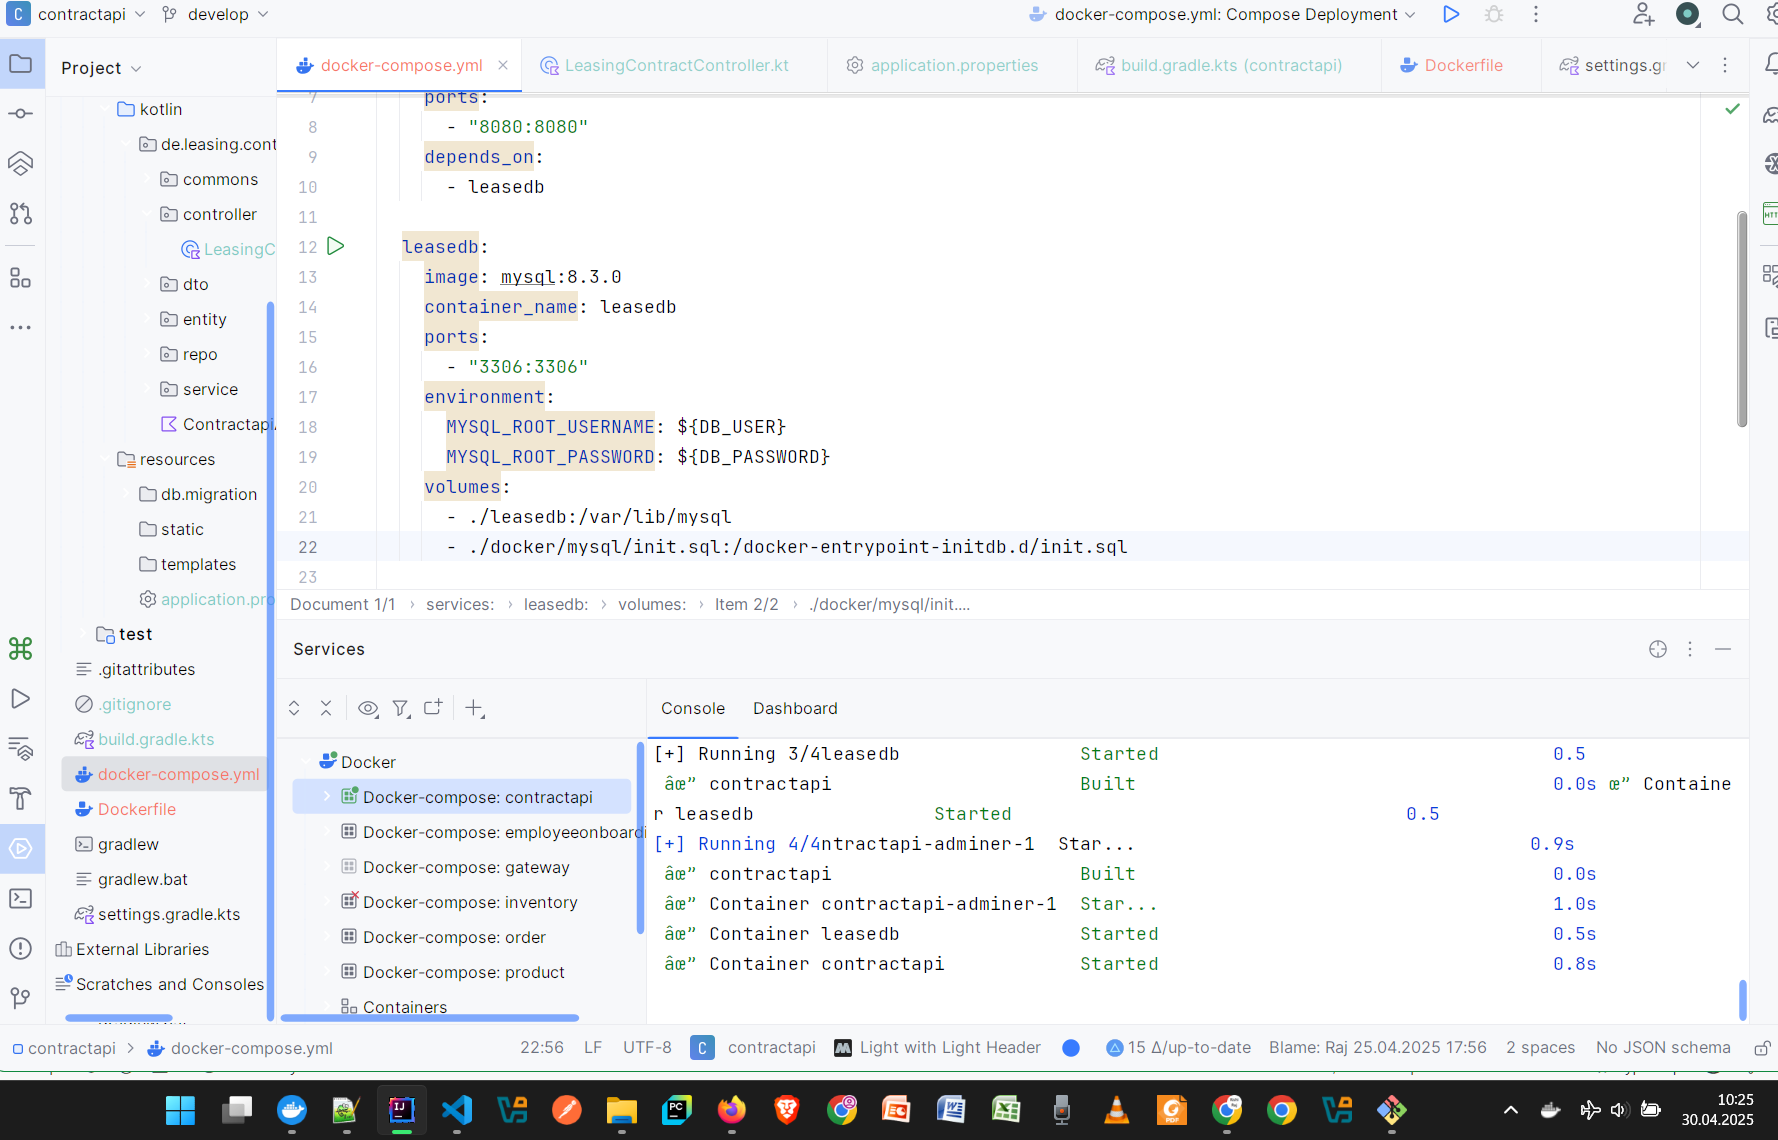 C contractapi develop docker-compose.yml: Compose Deployment
Project
docker-compose.yml LeasingContractController.kt application.properties build.gradle.kts (contractapi) Dockerfile settings.gr
kotlin
de.leasing.cont
commons
controller
LeasingC
dto
entity
repo
service
Contractapi
resources
db.migration
static
templates
application.pro
test
.gitattributes
.gitignore
build.gradle.kts
docker-compose.yml
Dockerfile
gradlew
gradlew.bat
settings.gradle.kts
External Libraries
Scratches and Consoles
7 ports:
8 - "8080:8080"
9 depends_on:
10 - leasedb
11
12 leasedb:
13 image: mysql:8.3.0
14 container_name: leasedb
15 ports:
16 - "3306:3306"
17 environment:
18 MYSQL_ROOT_USERNAME: ${DB_USER}
19 MYSQL_ROOT_PASSWORD: ${DB_PASSWORD}
20 volumes:
21 - ./leasedb:/var/lib/mysql
22 - ./docker/mysql/init.sql:/docker-entrypoint-initdb.d/init.sql
23
Document 1/1 › services: › leasedb: › volumes: › Item 2/2 › ./docker/mysql/init....
Services
Docker
Docker-compose: contractapi
Docker-compose: employeeonboardi
Docker-compose: gateway
Docker-compose: inventory
Docker-compose: order
Docker-compose: product
Containers
Console Dashboard
[+] Running 3/4leasedb Started 0.5
âœ” contractapi Built 0.0s œ” Containe
r leasedb Started 0.5
[+] Running 4/4ntractapi-adminer-1 Star... 0.9s
âœ” contractapi Built 0.0s
âœ” Container contractapi-adminer-1 Star... 1.0s
âœ” Container leasedb Started 0.5s
âœ” Container contractapi Started 0.8s
contractapi > docker-compose.yml 22:56 LF UTF-8 C contractapi M Light with Light Header 15 Δ/up-to-date Blame: Raj 25.04.2025 17:56 2 spaces No JSON schema
10:25
30.04.2025